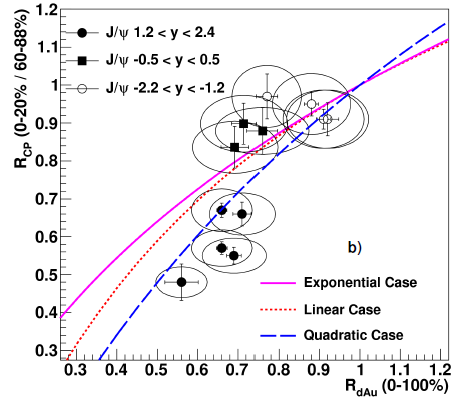 R_CP (0-20% / 60-88%)
1.2
1.1
1
0.9
0.8
0.7
0.6
0.5
0.4
0.3
J/ψ 1.2 < y < 2.4
J/ψ -0.5 < y < 0.5
J/ψ -2.2 < y < -1.2
b)
Exponential Case
Linear Case
Quadratic Case
0.3 0.4 0.5 0.6 0.7 0.8 0.9 1 1.1 1.2
R_dAu (0-100%)